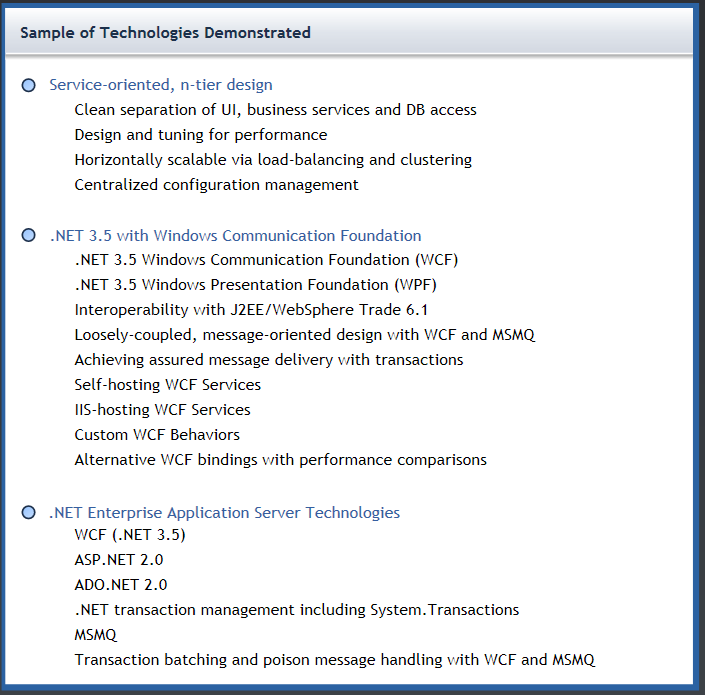 Sample of Technologies Demonstrated
Service-oriented, n-tier design
Clean separation of UI, business services and DB access
Design and tuning for performance
Horizontally scalable via load-balancing and clustering
Centralized configuration management
.NET 3.5 with Windows Communication Foundation
.NET 3.5 Windows Communication Foundation (WCF)
.NET 3.5 Windows Presentation Foundation (WPF)
Interoperability with J2EE/WebSphere Trade 6.1
Loosely-coupled, message-oriented design with WCF and MSMQ
Achieving assured message delivery with transactions
Self-hosting WCF Services
IIS-hosting WCF Services
Custom WCF Behaviors
Alternative WCF bindings with performance comparisons
.NET Enterprise Application Server Technologies
WCF (.NET 3.5)
ASP.NET 2.0
ADO.NET 2.0
.NET transaction management including System.Transactions
MSMQ
Transaction batching and poison message handling with WCF and MSMQ